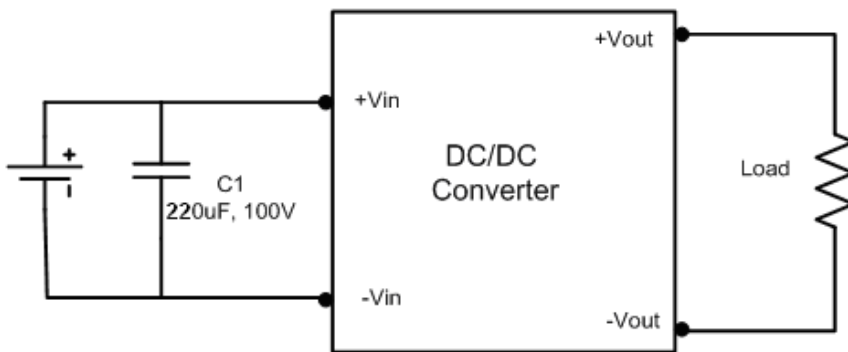 +Vout
+Vin
DC/DC
Converter
Load
+
-
C1
220uF, 100V
-Vin
-Vout